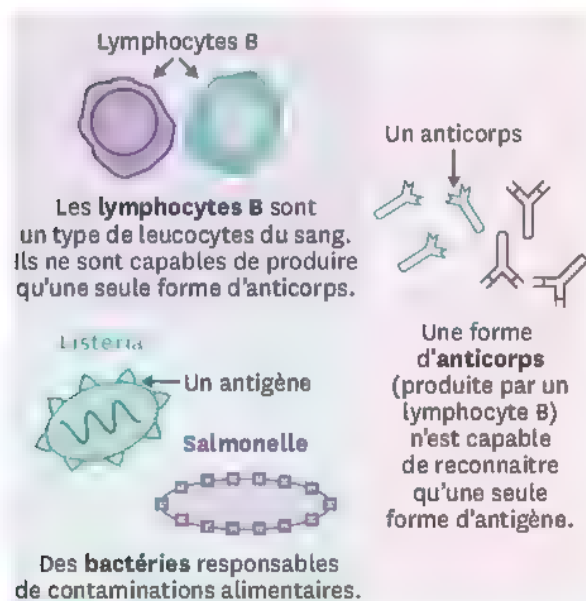 Lymphocytes B
Les lymphocytes B sont
un type de leucocytes du sang.
Ils ne sont capables de produire
qu'une seule forme d'anticorps.
Un anticorps
Une forme
d'anticorps
(produite par un
lymphocyte B)
n'est capable
de reconnaitre
qu'une seule
forme d'antigène.
Listeria
Un antigène
Salmonelle
Des bactéries responsables
de contaminations alimentaires.